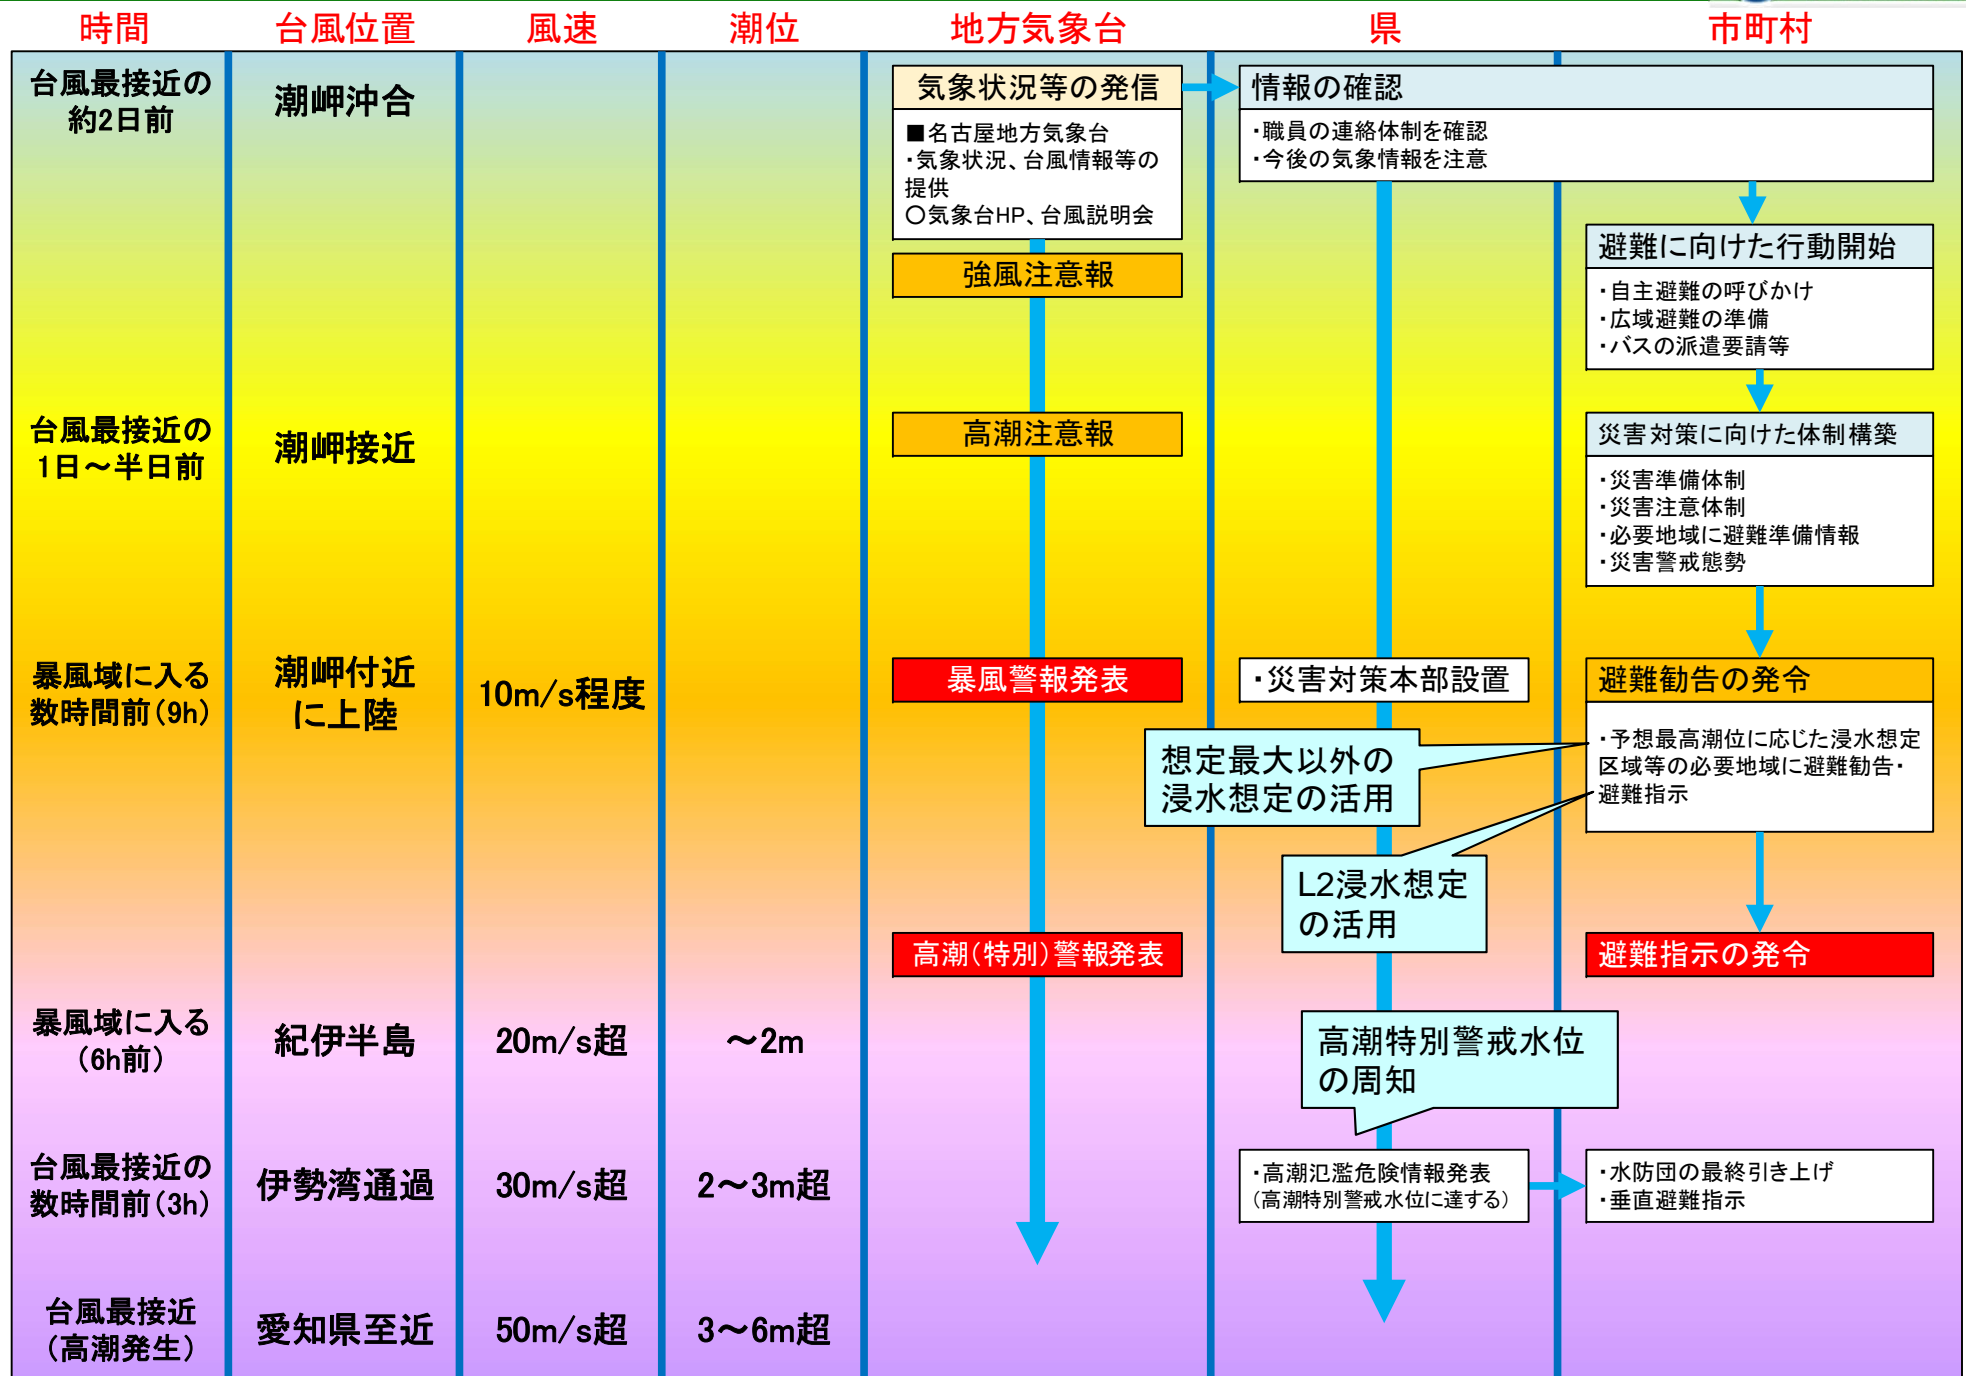 時間 台風位置 風速 潮位 地方気象台 県 市町村
台風最接近の
約2日前
潮岬沖合
気象状況等の発信
■名古屋地方気象台
・気象状況、台風情報等の
提供
○気象台HP、台風説明会
情報の確認
・職員の連絡体制を確認
・今後の気象情報を注意
強風注意報
避難に向けた行動開始
・自主避難の呼びかけ
・広域避難の準備
・バスの派遣要請等
台風最接近の
1日～半日前
潮岬接近
高潮注意報
災害対策に向けた体制構築
・災害準備体制
・災害注意体制
・必要地域に避難準備情報
・災害警戒態勢
暴風域に入る
数時間前(9h)
潮岬付近
に上陸
10m/s程度
暴風警報発表
・災害対策本部設置
避難勧告の発令
・予想最高潮位に応じた浸水想定
区域等の必要地域に避難勧告・
避難指示
想定最大以外の
浸水想定の活用
L2浸水想定
の活用
高潮(特別)警報発表
避難指示の発令
暴風域に入る
(6h前)
紀伊半島
20m/s超
～2m
高潮特別警戒水位
の周知
台風最接近の
数時間前(3h)
伊勢湾通過
30m/s超
2～3m超
・高潮氾濫危険情報発表
(高潮特別警戒水位に達する)
・水防団の最終引き上げ
・垂直避難指示
台風最接近
(高潮発生)
愛知県至近
50m/s超
3～6m超